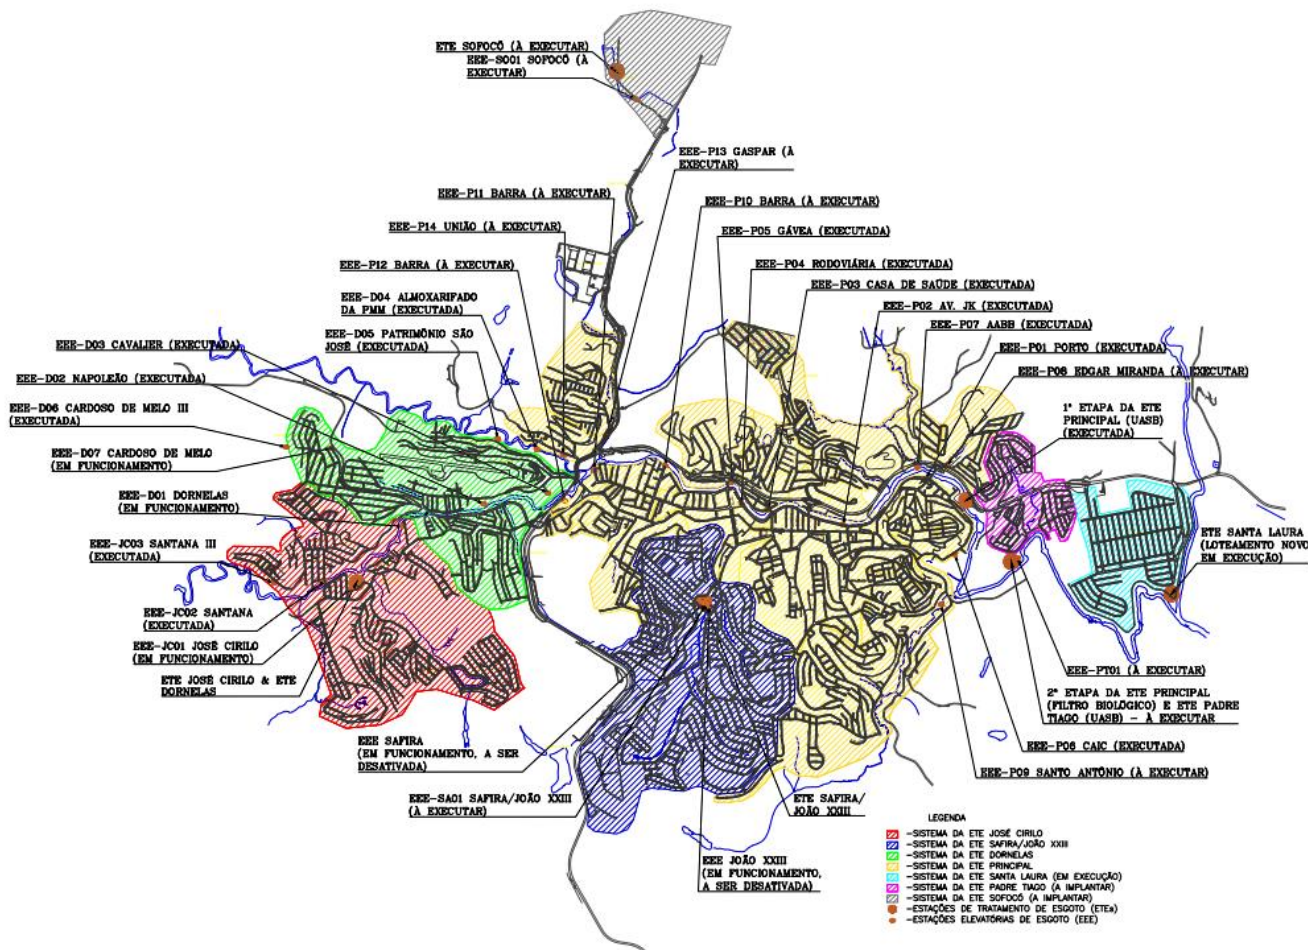 ETE SOFOCÓ (À EXECUTAR)
EEE-SO01 SOFOCÓ (À
EXECUTAR)
EEE-P13 GASPAR (À
EXECUTAR)
EEE-P11 BARRA (À EXECUTAR)
EEE-P10 BARRA (À EXECUTAR)
EEE-P14 UNIÃO (À EXECUTAR)
EEE-P05 GÁVEA (EXECUTADA)
EEE-P12 BARRA (À EXECUTAR)
EEE-P04 RODOVIÁRIA (EXECUTADA)
EEE-P03 CASA DE SAÚDE (EXECUTADA)
EEE-D04 ALMOXARIFADO
DA PMM (EXECUTADA)
EEE-P02 AV. JK (EXECUTADA)
EEE-P07 AABB (EXECUTADA)
EEE-D05 PATRIMÔNIO SÃO
JOSÉ (EXECUTADA)
EEE-D03 CAVALIER (EXECUTADA)
EEE-P01 PORTO (EXECUTADA)
EEE-P08 EDGAR MIRANDA (À EXECUTAR)
EEE-D02 NAPOLEÃO (EXECUTADA)
EEE-D06 CARDOSO DE MELO III
(EXECUTADA)
1ª ETAPA DA ETE
PRINCIPAL (UASB)
(EXECUTADA)
EEE-D07 CARDOSO DE MELO
(EM FUNCIONAMENTO)
EEE-D01 DORNELAS
(EM FUNCIONAMENTO)
EEE-JC03 SANTANA III
(EXECUTADA)
ETE SANTA LAURA
(LOTEAMENTO NOVO
EM EXECUÇÃO)
EEE-JC02 SANTANA
(EXECUTADA)
EEE-JC01 JOSÉ CIRILO
(EM FUNCIONAMENTO)
ETE JOSÉ CIRILO & ETE
DORNELAS
EEE-PT01 (À EXECUTAR)
2ª ETAPA DA ETE PRINCIPAL
(FILTRO BIOLÓGICO) E ETE PADRE
TIAGO (UASB) - À EXECUTAR
EEE SAFIRA
(EM FUNCIONAMENTO, A SER
DESATIVADA)
EEE-P06 CAIC (EXECUTADA)
EEE-P09 SANTO ANTÔNIO (À EXECUTAR)
EEE-SA01 SAFIRA/JOÃO XXIII
(À EXECUTAR)
ETE SAFIRA/
JOÃO XXIII
EEE JOÃO XXIII
(EM FUNCIONAMENTO,
A SER DESATIVADA)
LEGENDA
-SISTEMA DA ETE JOSÉ CIRILO
-SISTEMA DA ETE SAFIRA/JOÃO XXIII
-SISTEMA DA ETE DORNELAS
-SISTEMA DA ETE PRINCIPAL
-SISTEMA DA ETE SANTA LAURA (EM EXECUÇÃO)
-SISTEMA DA ETE PADRE TIAGO (A IMPLANTAR)
-SISTEMA DA ETE SOFOCÓ (A IMPLANTAR)
-ESTAÇÕES DE TRATAMENTO DE ESGOTO (ETEs)
-ESTAÇÕES ELEVATÓRIAS DE ESGOTO (EEE)